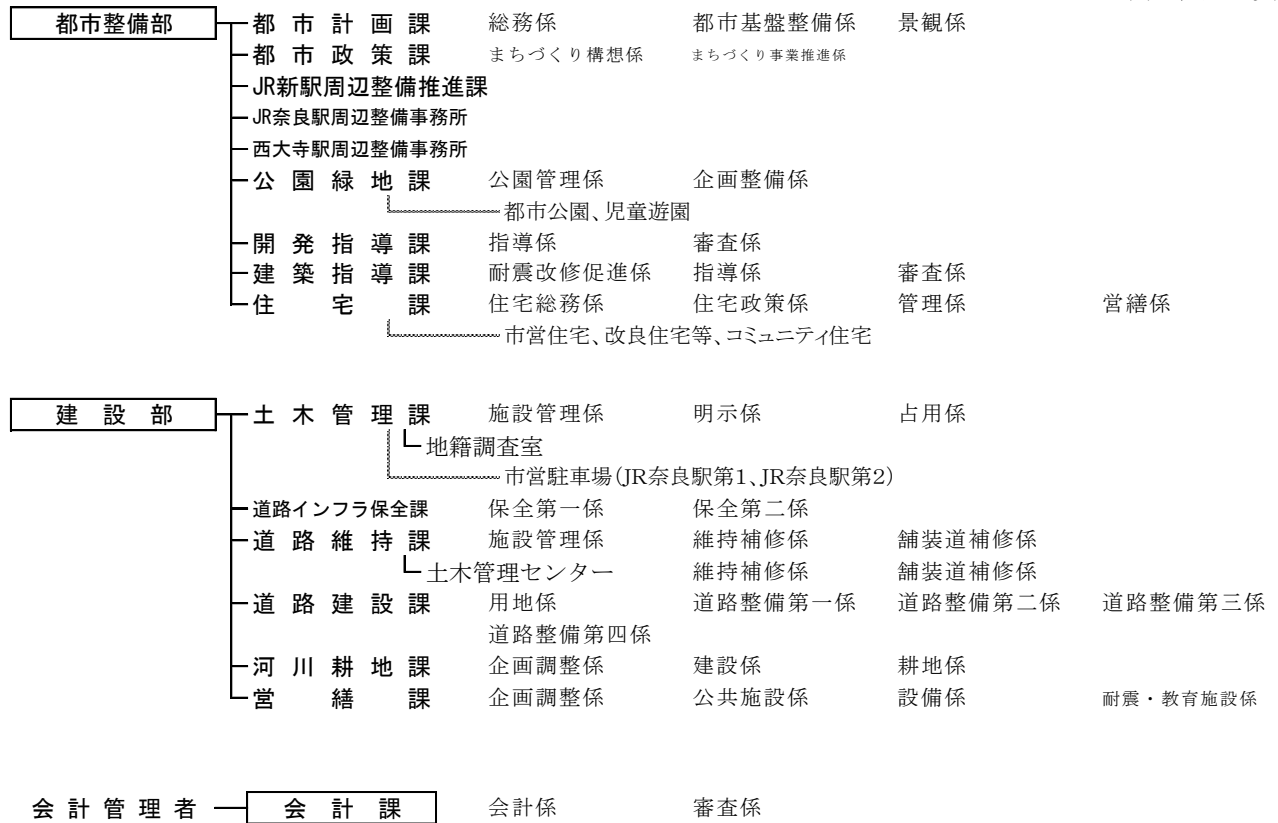 都市整備部 都市計画課 総務係 都市基盤整備係 景観係
都市政策課 まちづくり構想係 まちづくり事業推進係
JR新駅周辺整備推進課
JR奈良駅周辺整備事務所
西大寺駅周辺整備事務所
公園緑地課 公園管理係 企画整備係
都市公園、児童遊園
開発指導課 指導係 審査係
建築指導課 耐震改修促進係 指導係 審査係
住宅課 住宅総務係 住宅政策係 管理係 営繕係
市営住宅、改良住宅等、コミュニティ住宅
建設部 土木管理課 施設管理係 明示係 占用係
地籍調査室
市営駐車場(JR奈良駅第1、JR奈良駅第2)
道路インフラ保全課 保全第一係 保全第二係
道路維持課 施設管理係 維持補修係 舗装道補修係
土木管理センター 維持補修係 舗装道補修係
道路建設課 用地係 道路整備第一係 道路整備第二係 道路整備第三係
道路整備第四係
河川耕地課 企画調整係 建設係 耕地係
営繕課 企画調整係 公共施設係 設備係 耐震・教育施設係
会計管理者 会計課 会計係 審査係